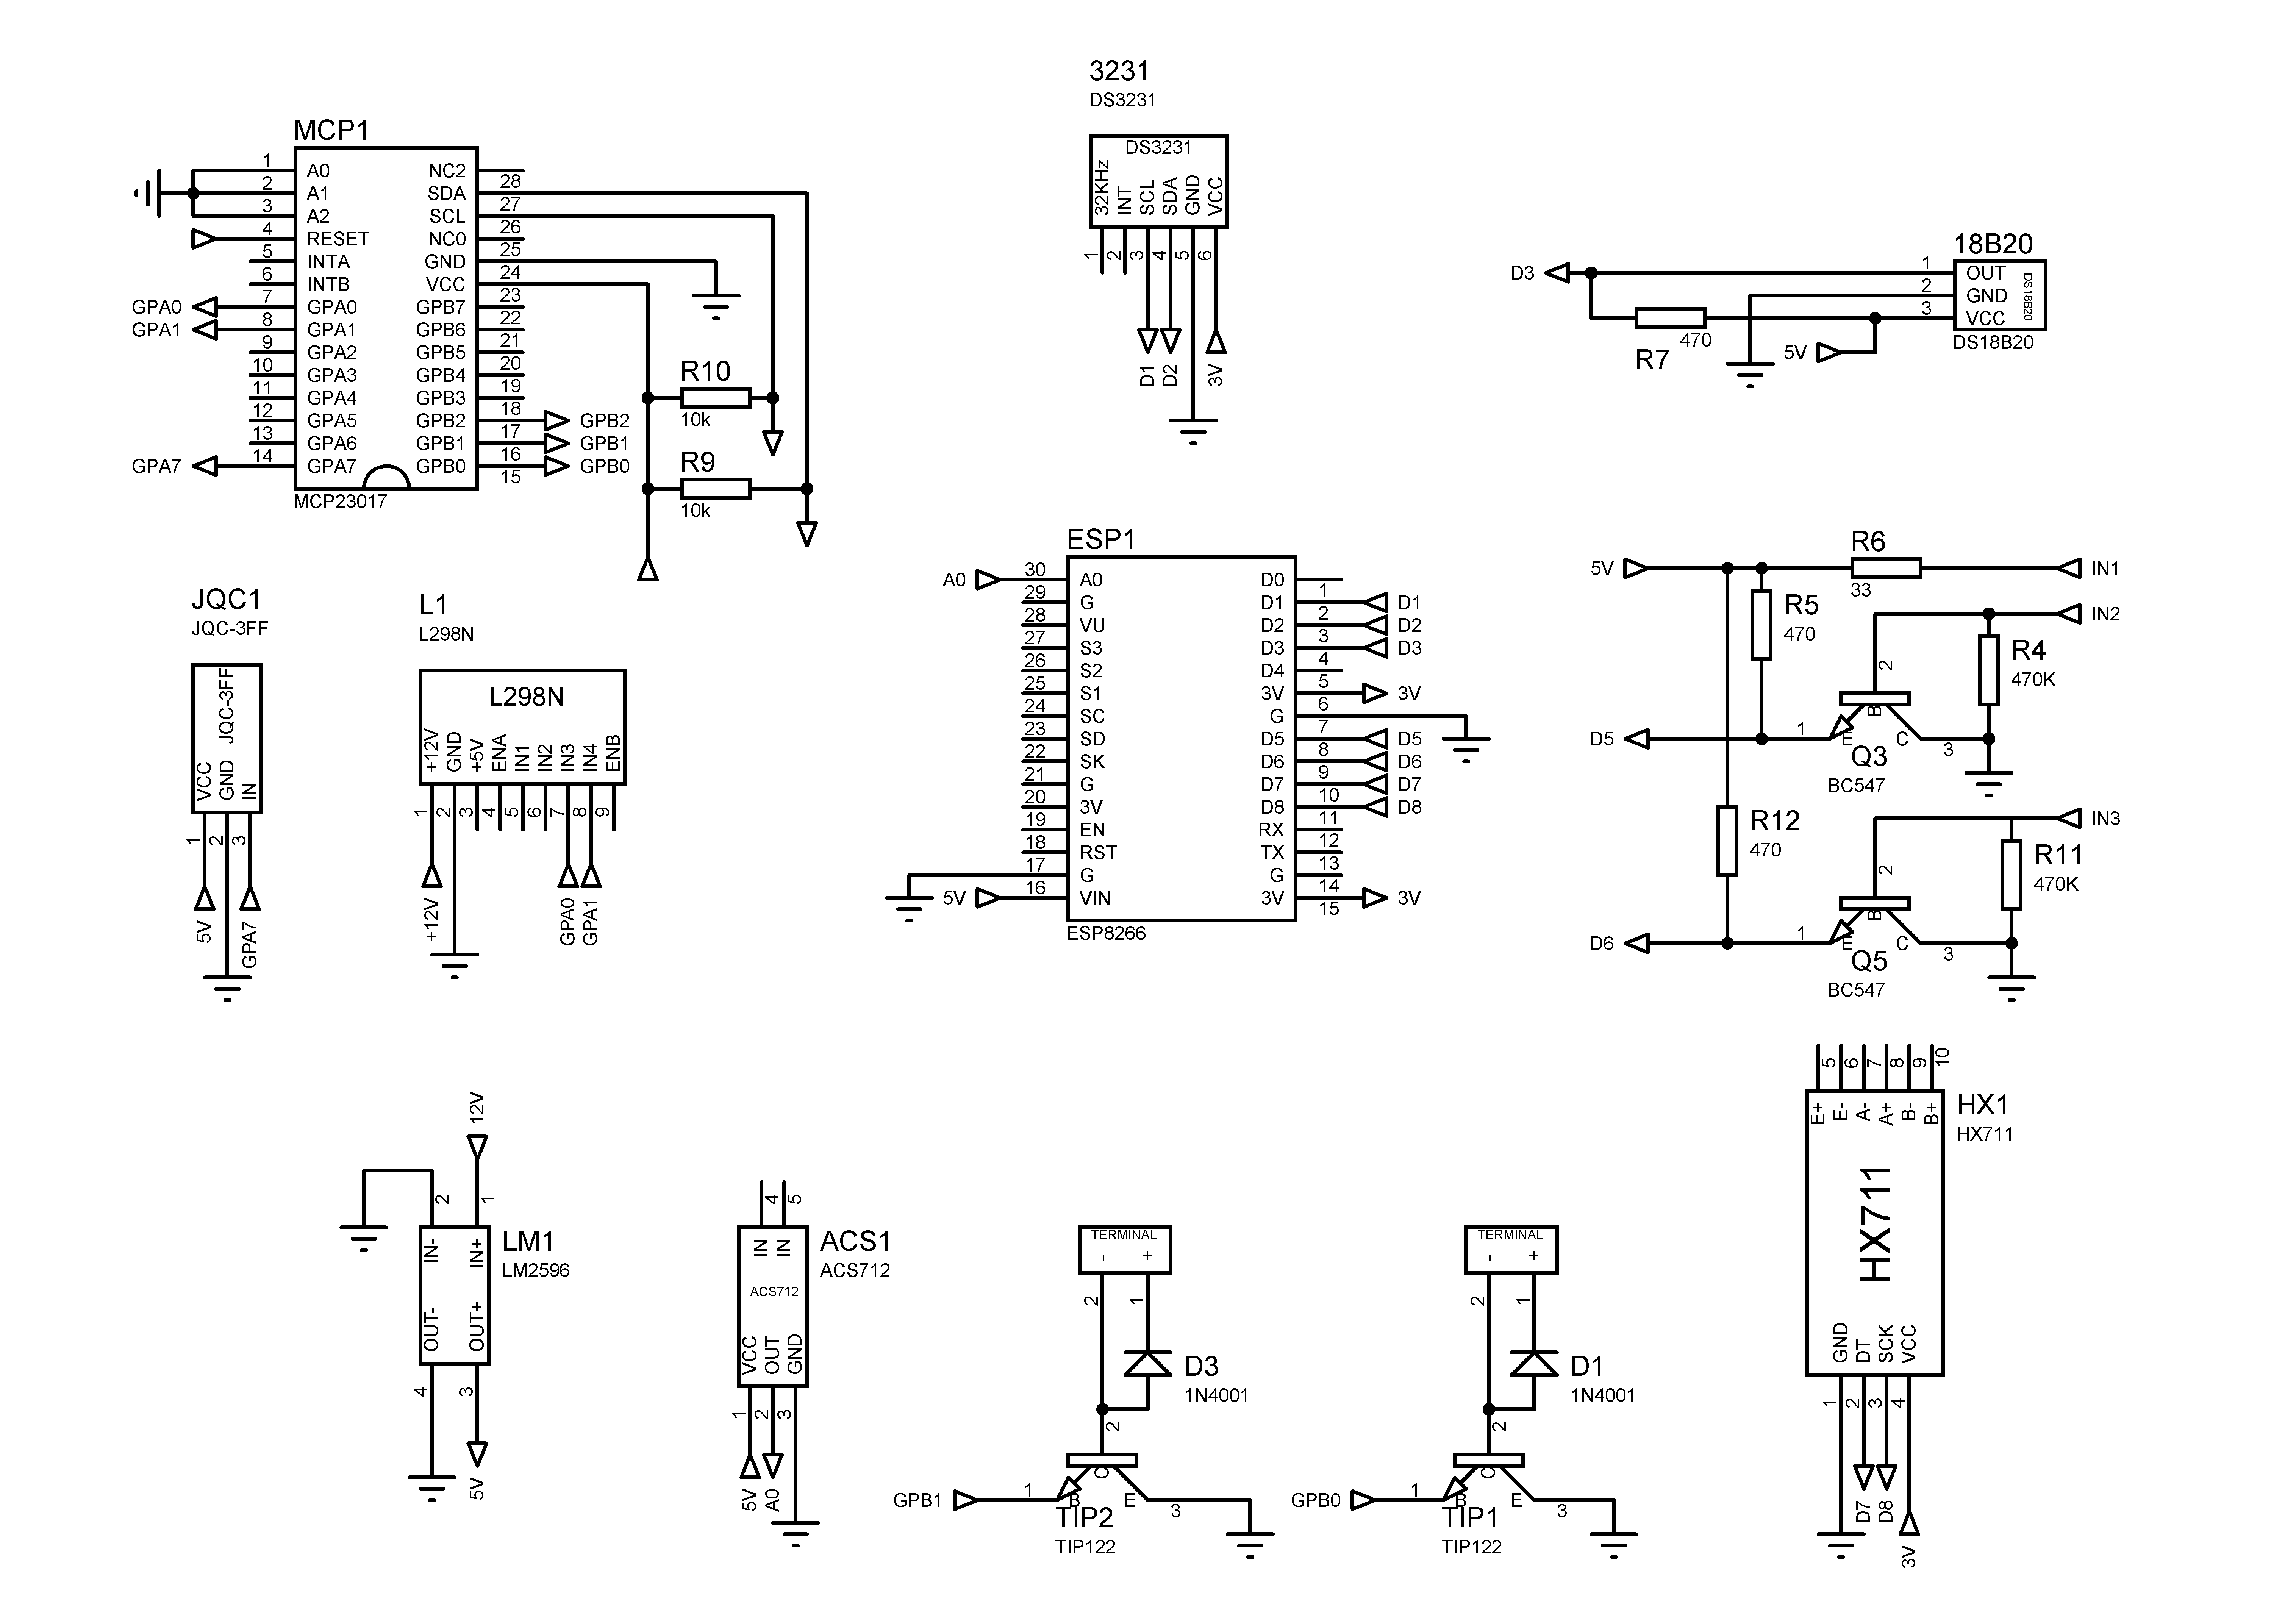 3231
DS3231
DS3231
32KHz
INT
SCL
SDA
GND
VCC
1
2
3
4
5
6
D1
D2
3V
MCP1
1 A0 NC2
2 A1 SDA 28
3 A2 SCL 27
4 RESET NC0 26
5 INTA GND 25
6 INTB VCC 24
GPA0 7 GPA0 GPB7 23
GPA1 8 GPA1 GPB6 22
9 GPA2 GPB5 21
10 GPA3 GPB4 20
11 GPA4 GPB3 19
12 GPA5 GPB2 18 GPB2
13 GPA6 GPB1 17 GPB1
GPA7 14 GPA7 GPB0 16 GPB0
15
MCP23017
R10
10k
R9
10k
18B20
D3 1 OUT
2 GND
3 VCC
DS18B20
DS18B20
R7
470
5V
JQC1
JQC-3FF
JQC-3FF
VCC
GND
IN
1
2
3
5V
GPA7
L1
L298N
L298N
+12V
GND
+5V
ENA
IN1
IN2
IN3
IN4
ENB
1
2
3
4
5
6
7
8
9
+12V
GPA0
GPA1
ESP1
A0 30 A0 D0
29 G D1 1 D1
28 VU D2 2 D2
27 S3 D3 3 D3
26 S2 D4 4
25 S1 3V 5 3V
24 SC G 6
23 SD D5 7 D5
22 SK D6 8 D6
21 G D7 9 D7
20 3V D8 10 D8
19 EN RX 11
18 RST TX 12
17 G G 13
5V 16 VIN 3V 14 3V
15
ESP8266
5V
R6
33
IN1
R5
470
IN2
R4
470K
2
B
D5
1
E
C
3
Q3
BC547
R12
470
IN3
R11
470K
2
B
D6
1
E
C
3
Q5
BC547
12V
2
1
IN-
IN+
LM1
LM2596
OUT-
OUT+
4
3
5V
4
5
IN
IN
ACS1
ACS712
ACS712
VCC
OUT
GND
1
2
3
5V
A0
TERMINAL
- +
2
1
D3
1N4001
2
C
GPB1
1
B
E
3
TIP2
TIP122
TERMINAL
- +
2
1
D1
1N4001
2
C
GPB0
1
B
E
3
TIP1
TIP122
5
6
7
8
9
10
E+
E-
A-
A+
B-
B+
HX1
HX711
HX711
GND
DT
SCK
VCC
1
2
3
4
D7
D8
3V